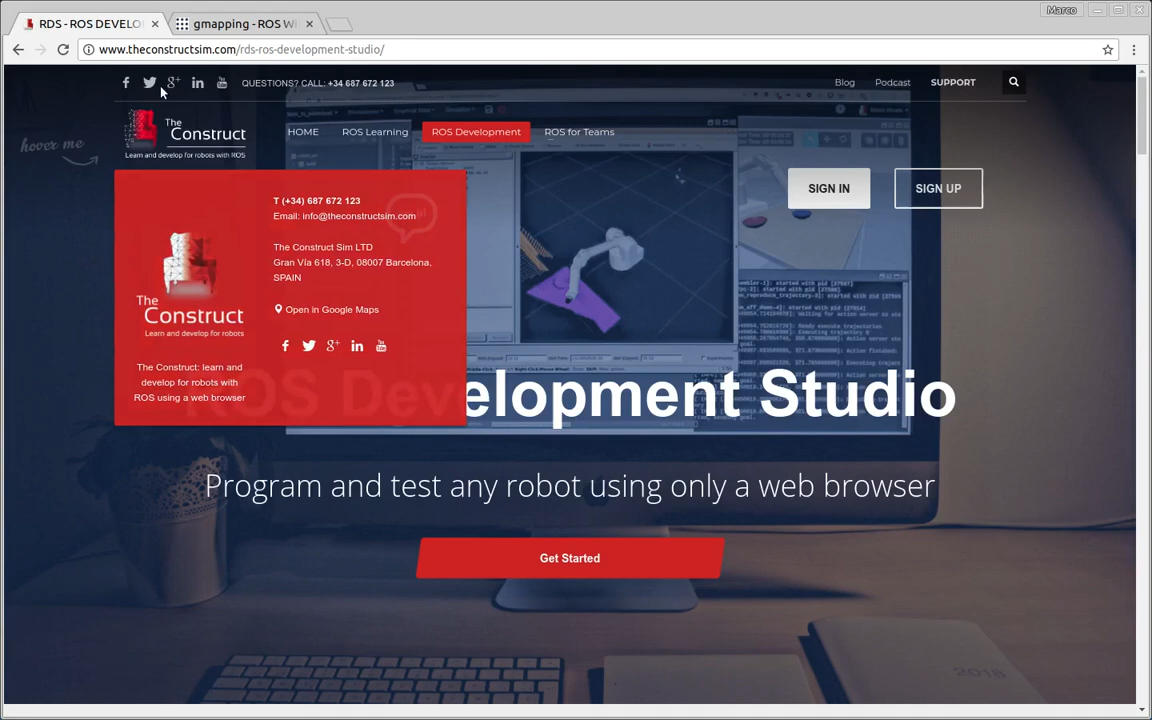 RDS - ROS DEVELO
gmapping - ROS Wi
Marco
www.theconstructsim.com/rds-ros-development-studio/
QUESTIONS? CALL: +34 687 672 123
Blog
Podcast
SUPPORT
hover me
The
Construct
Learn and develop for robots with ROS
HOME
ROS Learning
ROS Development
ROS for Teams
SIGN IN
SIGN UP
T (+34) 687 672 123
Email: info@theconstructsim.com
The Construct Sim LTD
Gran Vía 618, 3-D, 08007 Barcelona,
SPAIN
Open in Google Maps
The
Construct
Learn and develop for robots
The Construct: learn and
develop for robots with
ROS using a web browser
ROS Development Studio
Program and test any robot using only a web browser
Get Started
2018